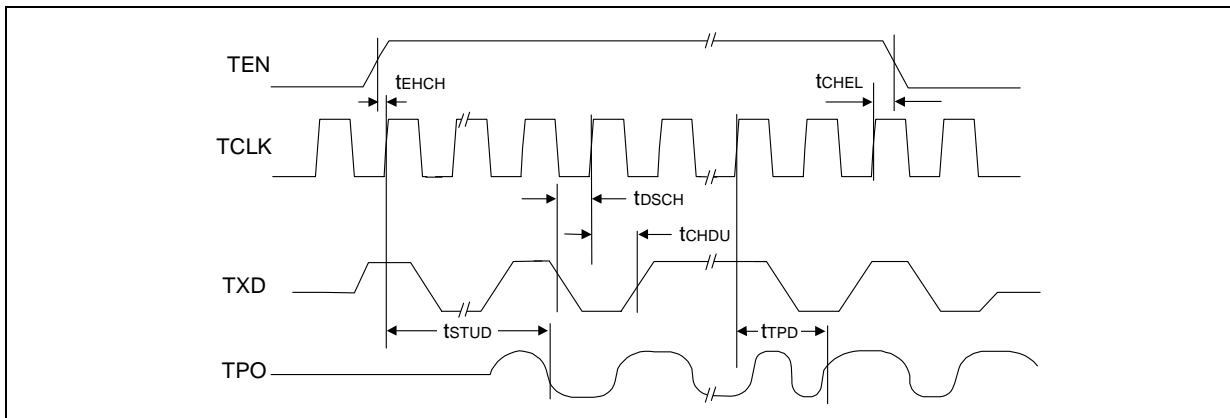 TEN
tEHCH
tCHEL
TCLK
tDSCH
tCHDU
TXD
tSTUD
tTPD
TPO